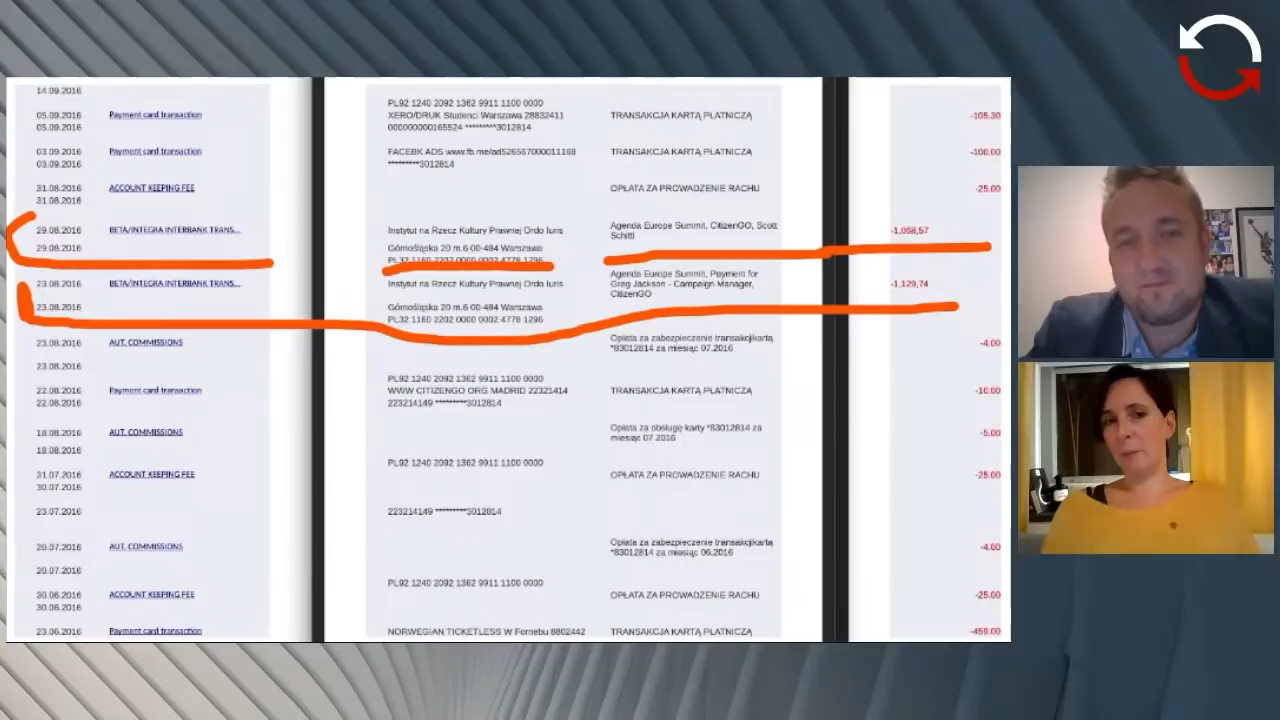 14.09.2016
PL92 1240 2092 1362 9911 1100 0000
05.09.2016 Payment card transaction XERO/DRUK Studenci Warszawa 28832411 TRANSAKCJA KARTĄ PŁATNICZĄ -105.30
05.09.2016 000000000165524 *********3012814
03.09.2016 Payment card transaction FACEBK ADS www.fb.me/ad526567000011168 TRANSAKCJA KARTĄ PŁATNICZĄ -100.00
03.09.2016 *********3012814
31.08.2016 ACCOUNT KEEPING FEE OPŁATA ZA PROWADZENIE RACHU -25.00
31.08.2016
29.08.2016 BETA/INTEGRA INTERBANK TRANS... Instytut na Rzecz Kultury Prawnej Ordo Iuris Agenda Europe Summit, CitizenGO, Scott -1,068,57
Schittl
29.08.2016 Górnośląska 20 m.6 00-484 Warszawa
PL32 1160 2202 0000 0002 4778 1296
23.08.2016 BETA/INTEGRA INTERBANK TRANS... Instytut na Rzecz Kultury Prawnej Ordo Iuris Agenda Europe Summit, Payment for -1,129,74
Greg Jackson - Campaign Manager,
CitizenGO
23.08.2016 Górnośląska 20 m.6 00-484 Warszawa
PL32 1160 2202 0000 0002 4778 1296
23.08.2016 AUT. COMMISSIONS Opłata za zabezpieczenie transakcjikartą -4.00
*83012814 za miesiąc 07.2016
23.08.2016
PL92 1240 2092 1362 9911 1100 0000
22.08.2016 Payment card transaction WWW CITIZENGO ORG MADRID 22321414 TRANSAKCJA KARTĄ PŁATNICZĄ -10.00
22.08.2016 223214149 *********3012814
18.08.2016 AUT. COMMISSIONS Opłata za obsługę karty *83012814 za -5.00
miesiąc 07.2016
18.08.2016
PL92 1240 2092 1362 9911 1100 0000
31.07.2016 ACCOUNT KEEPING FEE OPŁATA ZA PROWADZENIE RACHU -25.00
30.07.2016
23.07.2016 223214149 *********3012814
20.07.2016 AUT. COMMISSIONS Opłata za zabezpieczenie transakcjikartą -4.00
*83012814 za miesiąc 06.2016
20.07.2016
PL92 1240 2092 1362 9911 1100 0000
30.06.2016 ACCOUNT KEEPING FEE OPŁATA ZA PROWADZENIE RACHU -25.00
30.06.2016
23.06.2016 Payment card transaction NORWEGIAN TICKETLESS W Fornebu 8802442 TRANSAKCJA KARTĄ PŁATNICZĄ -459.00